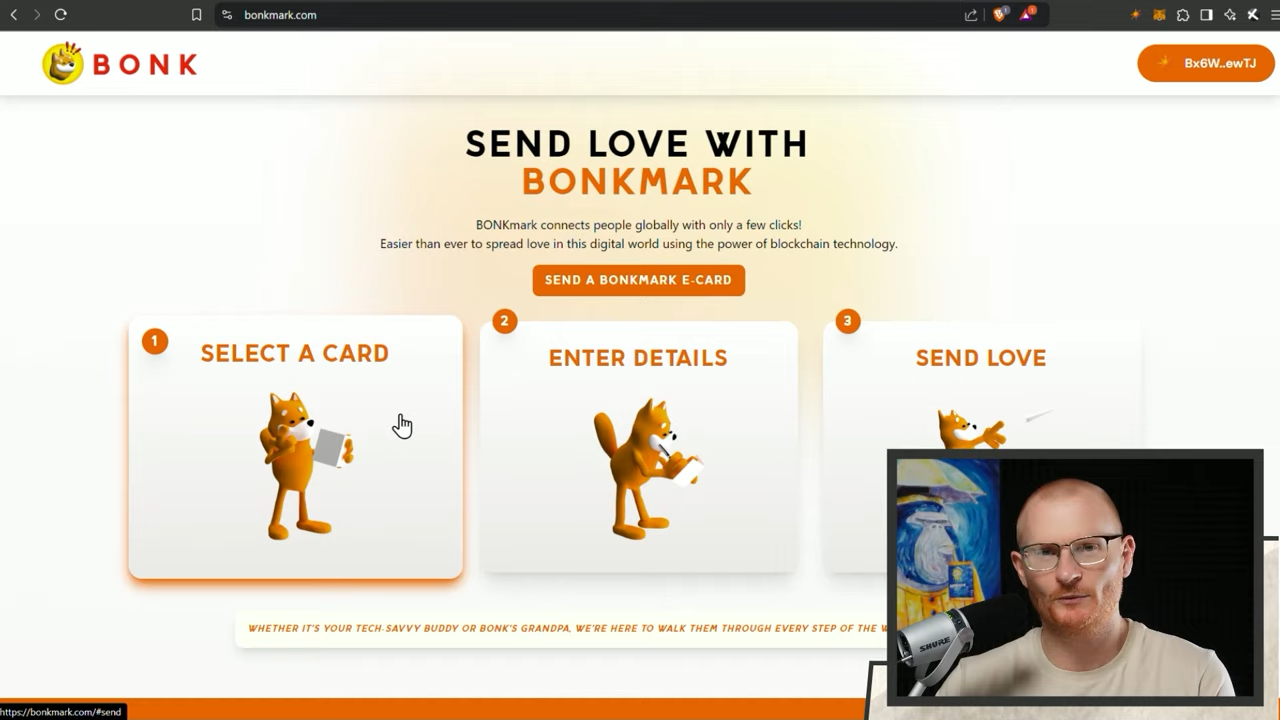 bonkmark.com
BONK
Bx6W..ewTJ
SEND LOVE WITH
BONKMARK
BONKmark connects people globally with only a few clicks!
Easier than ever to spread love in this digital world using the power of blockchain technology.
SEND A BONKMARK E-CARD
1
SELECT A CARD
2
ENTER DETAILS
3
SEND LOVE
WHETHER IT'S YOUR TECH-SAVVY BUDDY OR BONK'S GRANDPA, WE'RE HERE TO WALK THEM THROUGH EVERY STEP OF THE
SHURE
https://bonkmark.com/#send